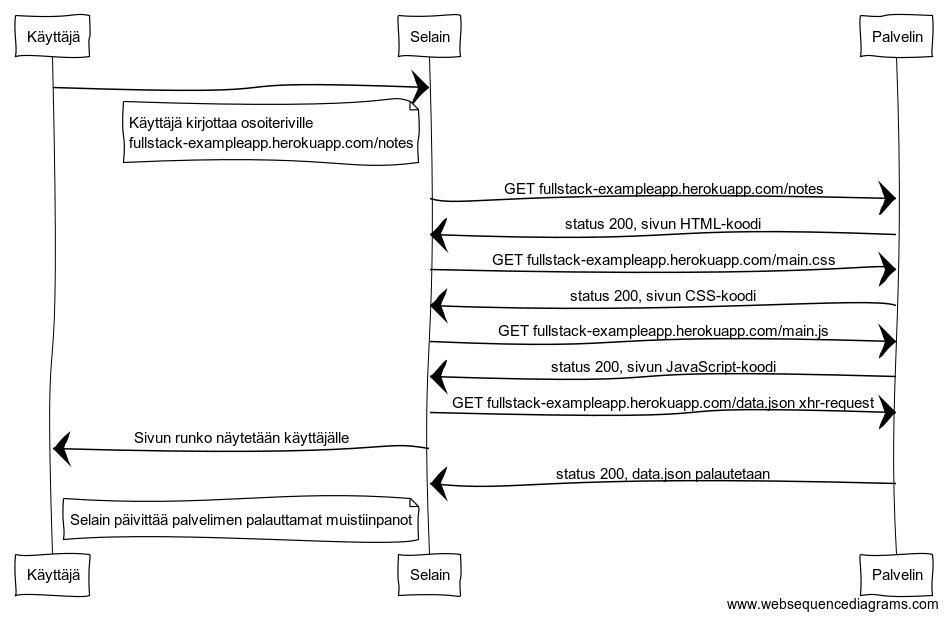 Käyttäjä
Selain
Palvelin
Käyttäjä kirjottaa osoiteriville
fullstack-exampleapp.herokuapp.com/notes
GET fullstack-exampleapp.herokuapp.com/notes
status 200, sivun HTML-koodi
GET fullstack-exampleapp.herokuapp.com/main.css
status 200, sivun CSS-koodi
GET fullstack-exampleapp.herokuapp.com/main.js
status 200, sivun JavaScript-koodi
GET fullstack-exampleapp.herokuapp.com/data.json xhr-request
Sivun runko näytetään käyttäjälle
status 200, data.json palautetaan
Selain päivittää palvelimen palauttamat muistiinpanot
Käyttäjä
Selain
Palvelin
www.websequencediagrams.com